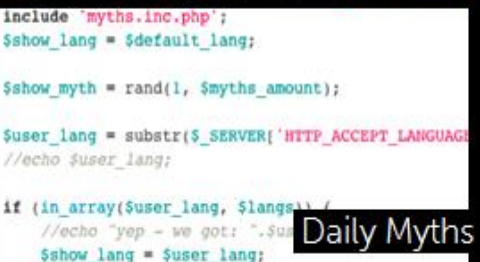 include 'myths.inc.php';
$show_lang = $default_lang;
$show_myth = rand(1, $myths_amount);
$user_lang = substr($_SERVER['HTTP_ACCEPT_LANGUAGE
//echo $user_lang;
if (in_array($user_lang, $langs)) {
//echo "yep - we got: ".$us
Daily Myths
$show_lang = $user_lang;